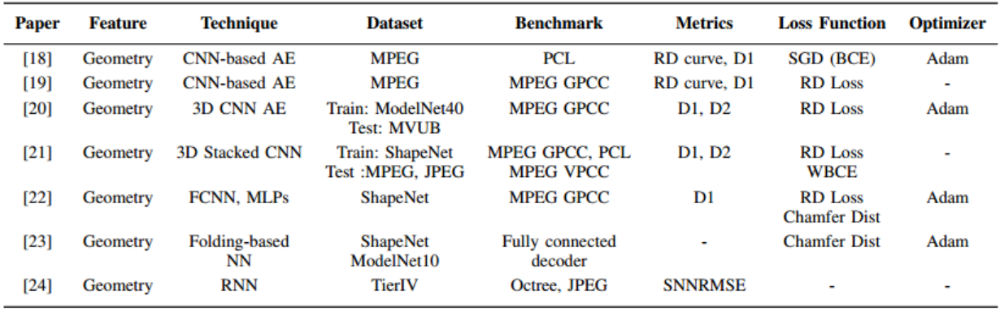 Paper Feature Technique Dataset Benchmark Metrics Loss Function Optimizer
[18] Geometry CNN-based AE MPEG PCL RD curve, D1 SGD (BCE) Adam
[19] Geometry CNN-based AE MPEG MPEG GPCC RD curve, D1 RD Loss -
[20] Geometry 3D CNN AE Train: ModelNet40 MPEG GPCC D1, D2 RD Loss Adam
Test: MVUB
[21] Geometry 3D Stacked CNN Train: ShapeNet MPEG GPCC, PCL D1, D2 RD Loss -
Test :MPEG, JPEG MPEG VPCC WBCE
[22] Geometry FCNN, MLPs ShapeNet MPEG GPCC D1 RD Loss Adam
Chamfer Dist
[23] Geometry Folding-based ShapeNet Fully connected - Chamfer Dist Adam
NN ModelNet10 decoder
[24] Geometry RNN TierIV Octree, JPEG SNNRMSE - -